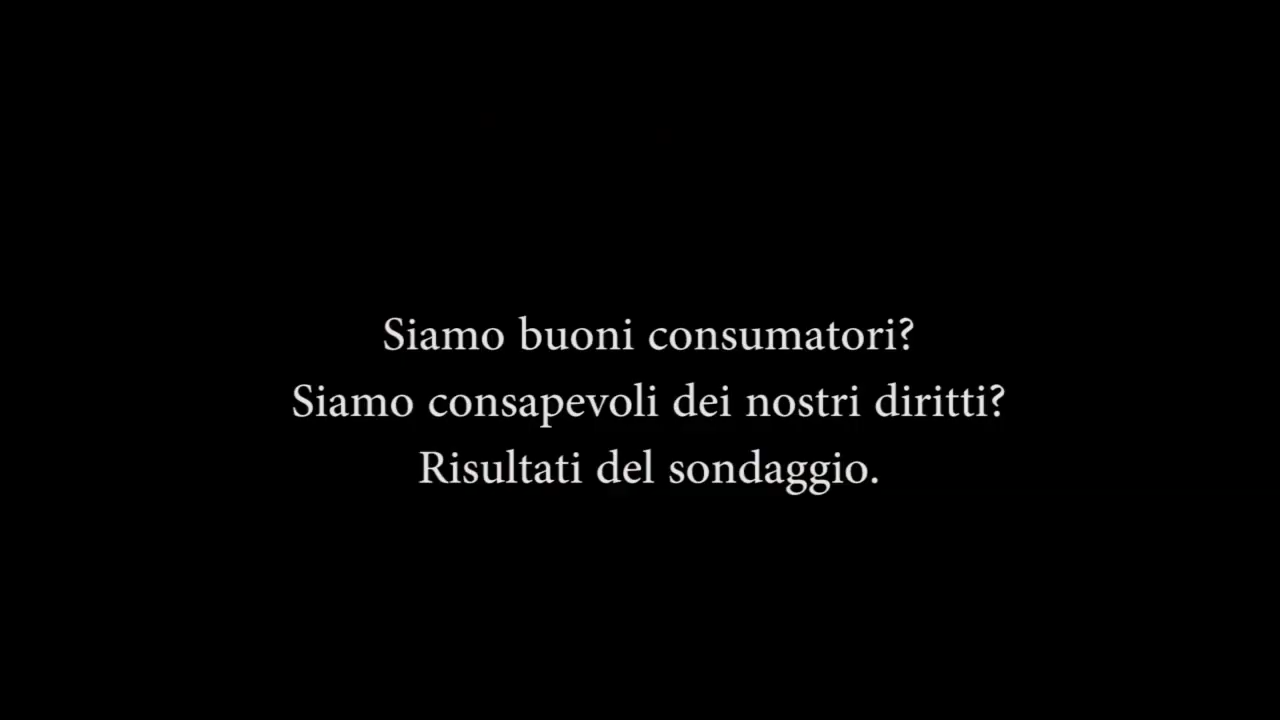 Siamo buoni consumatori?
Siamo consapevoli dei nostri diritti?
Risultati del sondaggio.